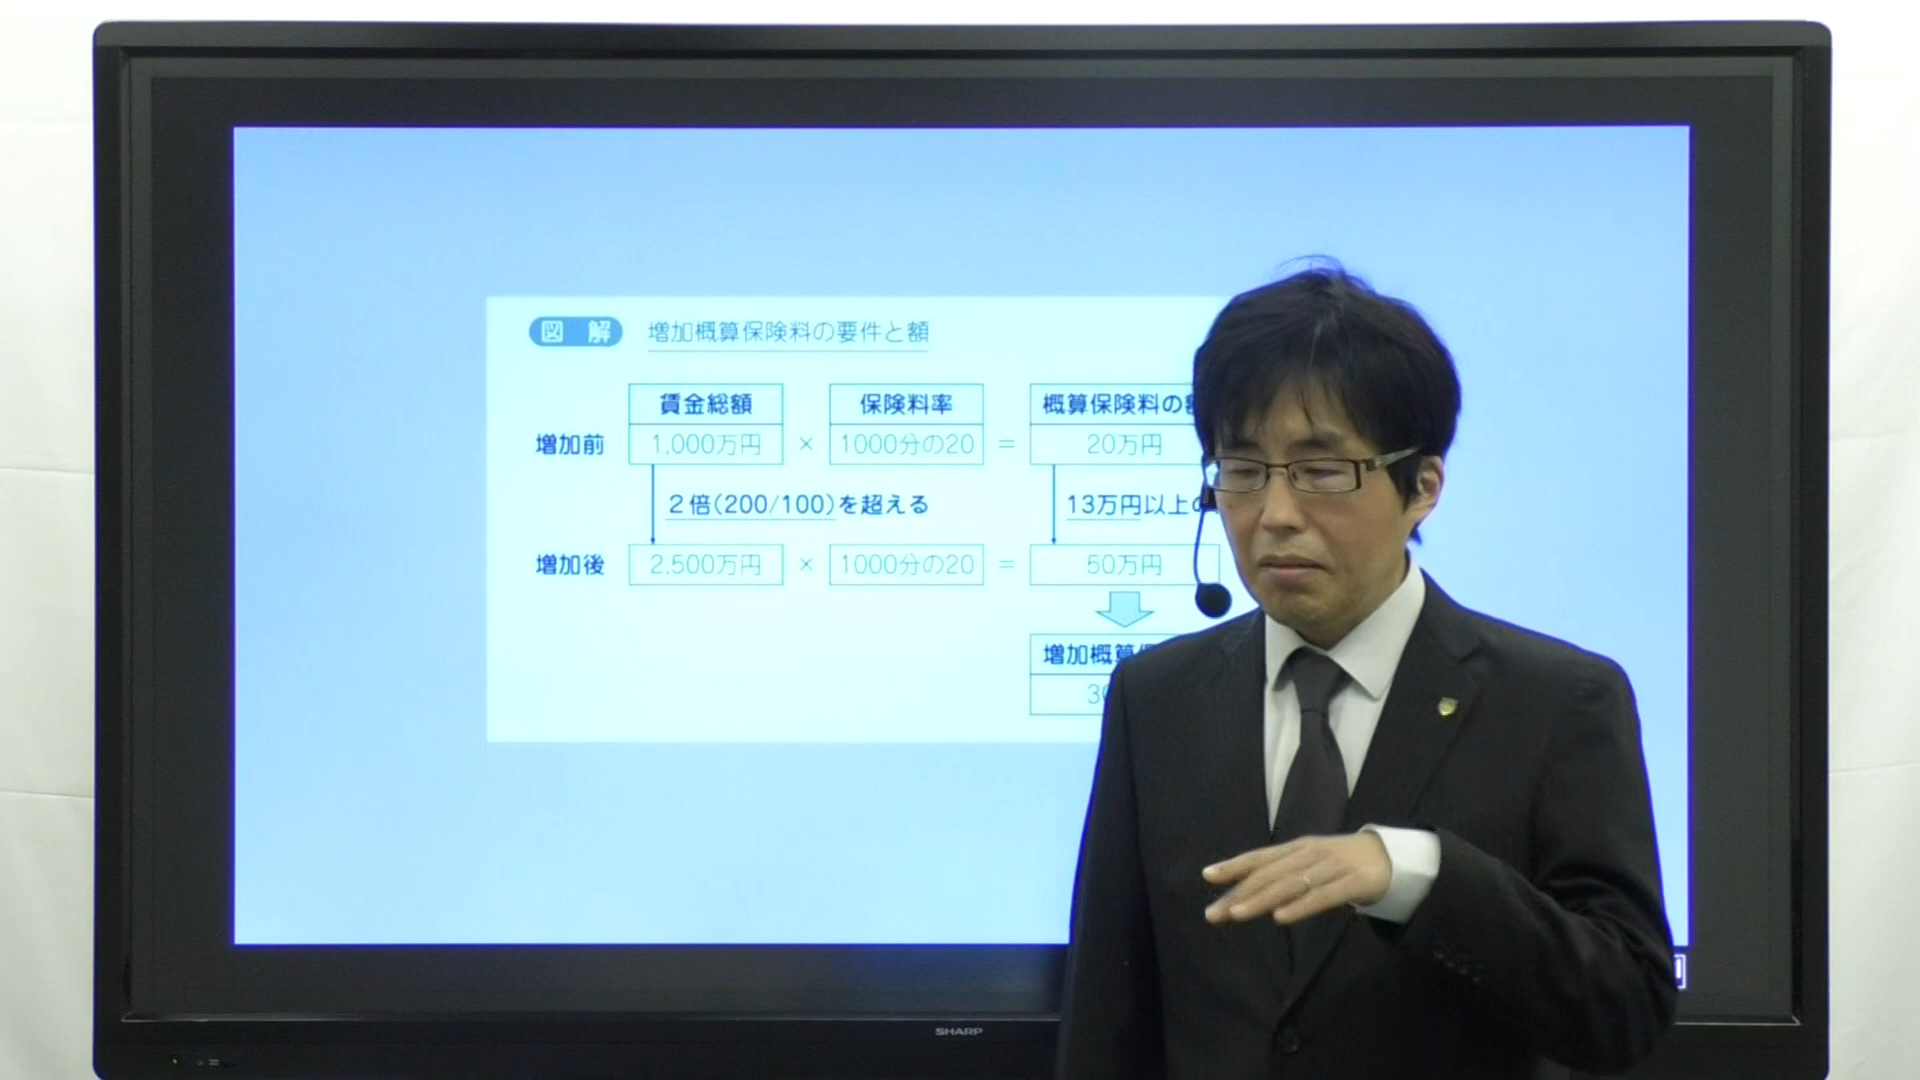 図 解 増加概算保険料の要件と額
賃金総額 保険料率 概算保険料の
増加前 1,000万円 × 1000分の20 = 20万円
2倍(200/100)を超える 13万円以上の
増加後 2,500万円 × 1000分の20 = 50万円
増加概算
SHARP